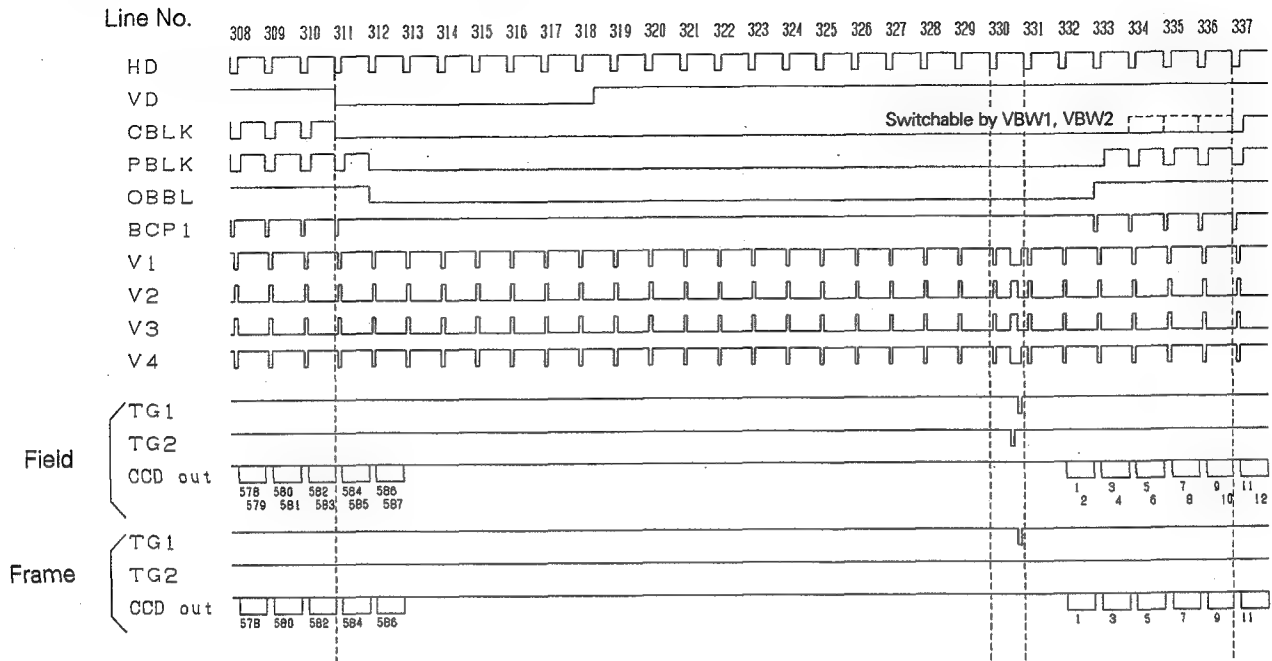 Line No. 308 309 310 311 312 313 314 315 316 317 318 319 320 321 322 323 324 325 326 327 328 329 330 331 332 333 334 335 336 337
HD
VD
CBLK Switchable by VBW1, VBW2
PBLK
OBBL
BCP1
V1
V2
V3
V4
Field
TG1
TG2
CCD out
578 580 582 584 586 1 3 5 7 9 11
579 581 583 585 587 2 4 6 8 10 12
Frame
TG1
TG2
CCD out
578 580 582 584 586 1 3 5 7 9 11